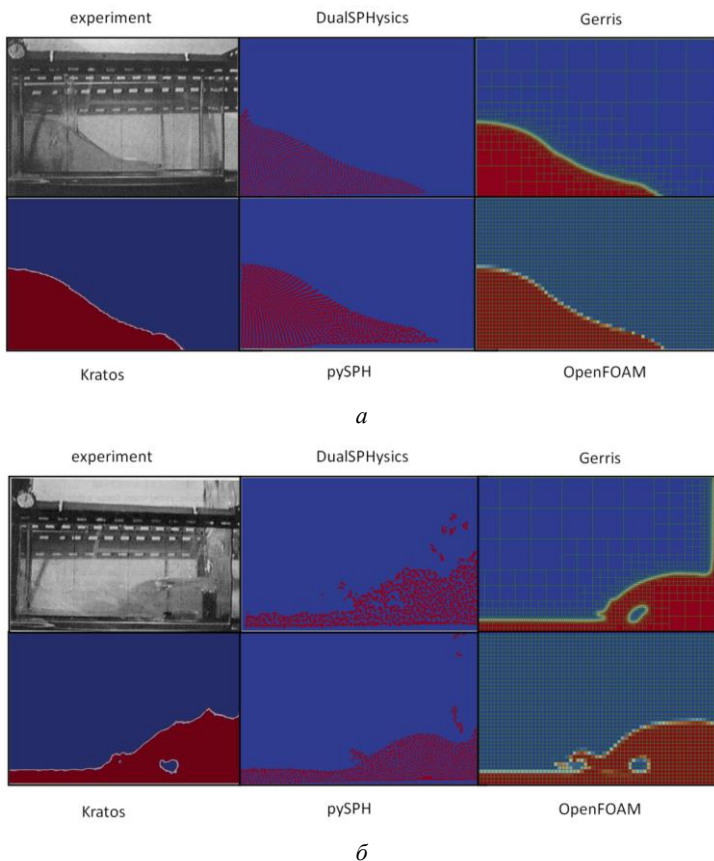 experiment DualSPHysics Gerris
Kratos pySPH OpenFOAM
а
experiment DualSPHysics Gerris
Kratos pySPH OpenFOAM
б